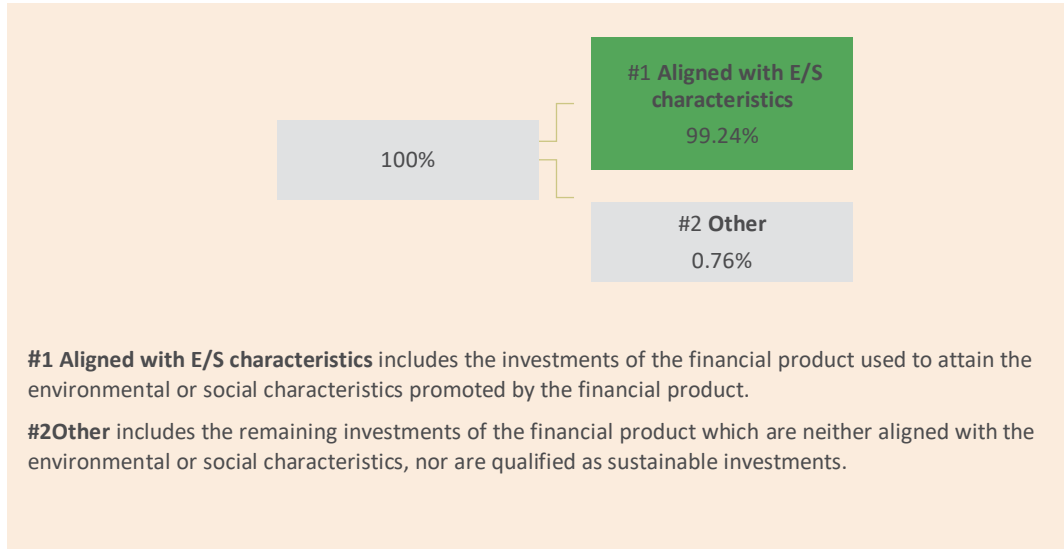 #1 Aligned with E/S
characteristics
99.24%
100%
#2 Other
0.76%
#1 Aligned with E/S characteristics includes the investments of the financial product used to attain the
environmental or social characteristics promoted by the financial product.
#2Other includes the remaining investments of the financial product which are neither aligned with the
environmental or social characteristics, nor are qualified as sustainable investments.